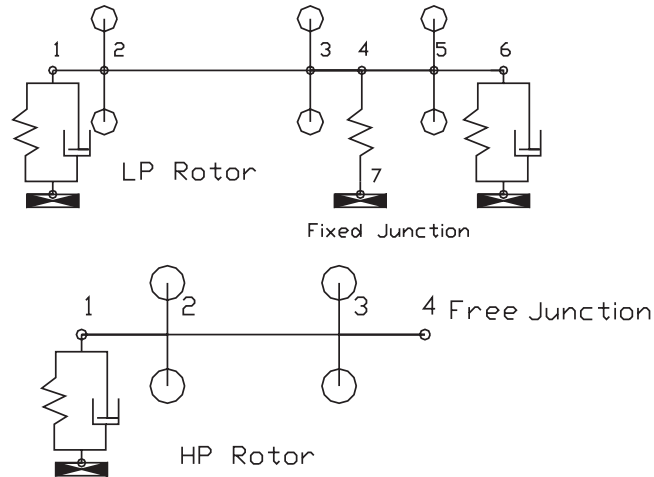 1 2 3 4 5 6
LP Rotor
7
Fixed Junction
1 2 3 4 Free Junction
HP Rotor